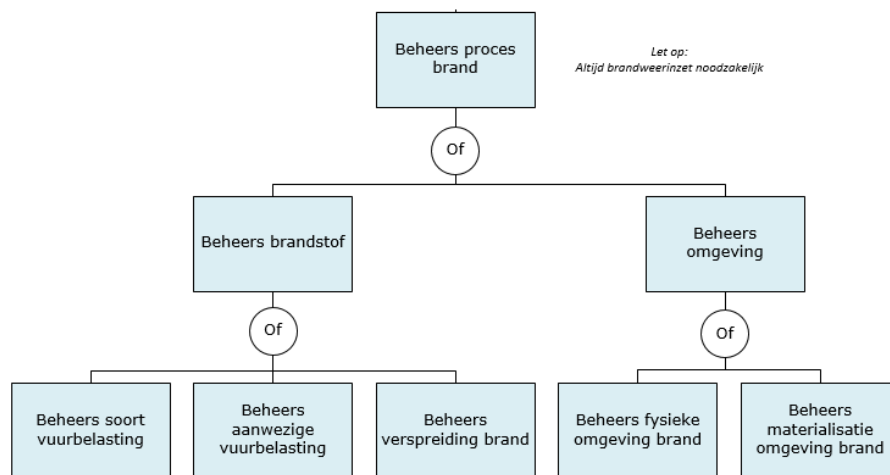 Beheers proces
brand
Let op:
Altijd brandweerinzet noodzakelijk
Of
Beheers brandstof
Beheers
omgeving
Of
Of
Beheers soort
vuurbelasting
Beheers
aanwezige
vuurbelasting
Beheers
verspreiding brand
Beheers fysieke
omgeving brand
Beheers
materialisatie
omgeving brand